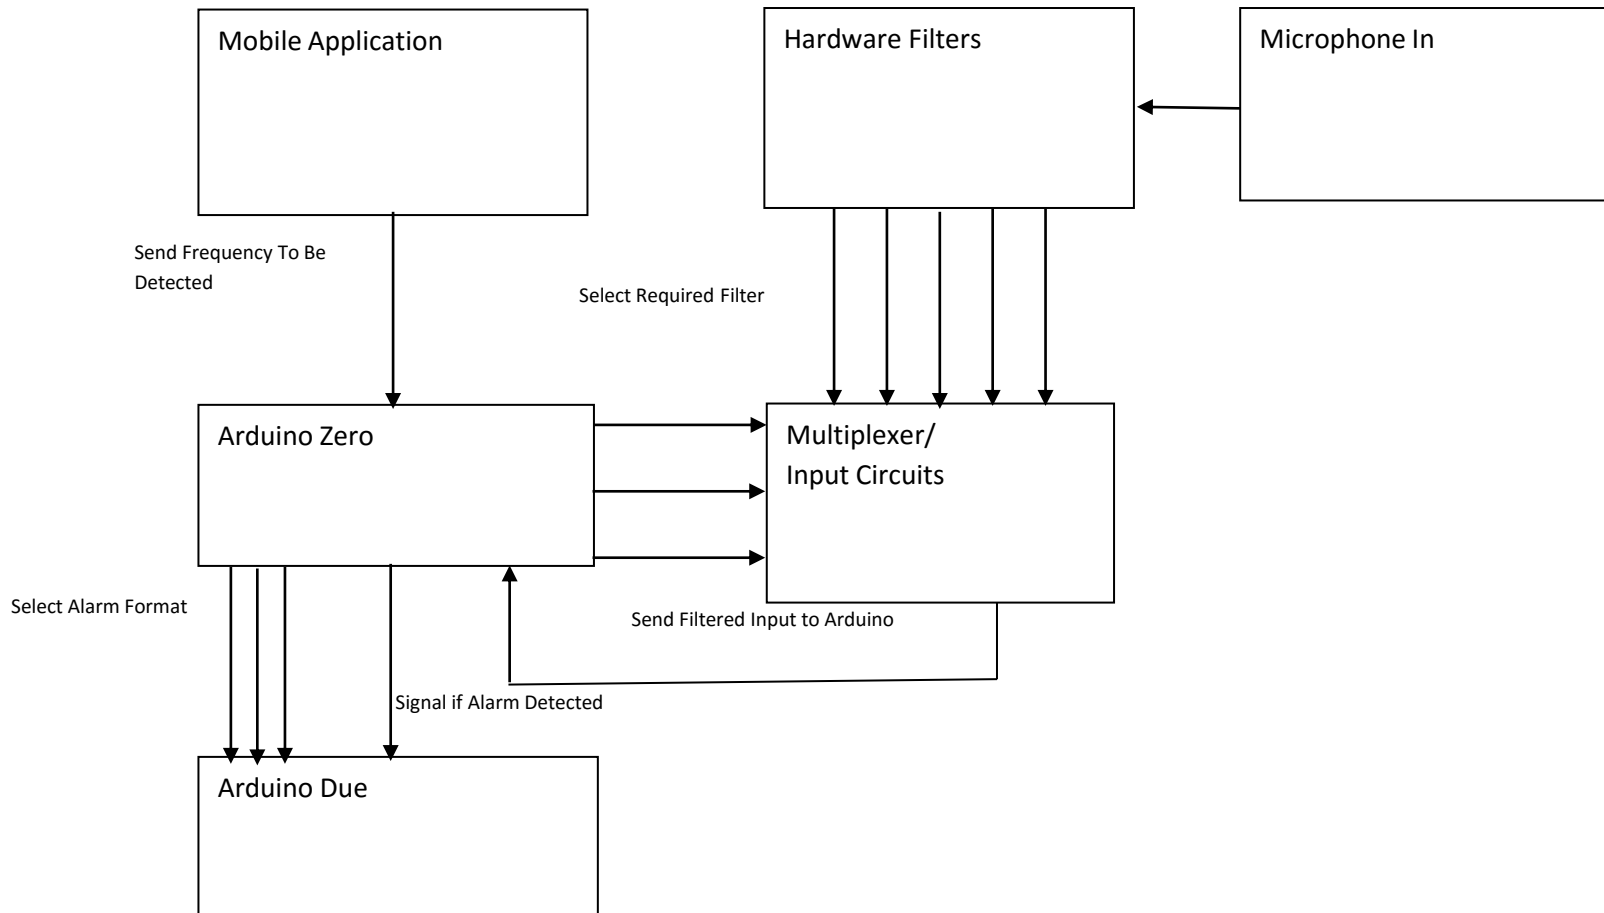 Mobile Application
Hardware Filters
Microphone In
Send Frequency To Be
Detected
Select Required Filter
Arduino Zero
Multiplexer/
Input Circuits
Select Alarm Format
Send Filtered Input to Arduino
Signal if Alarm Detected
Arduino Due